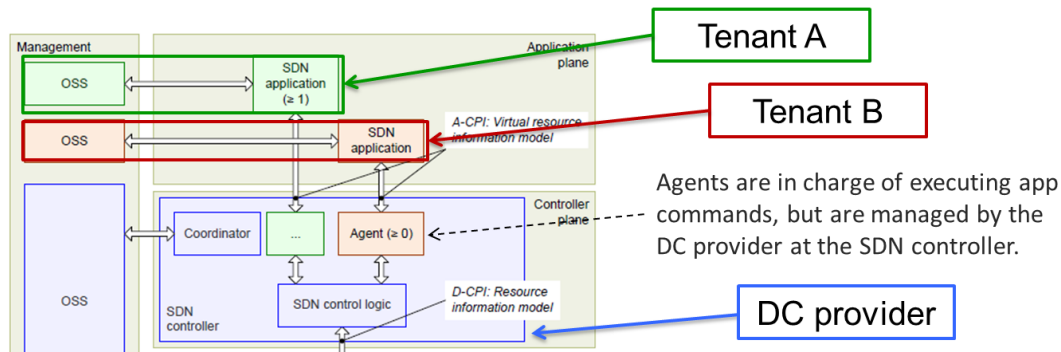 Management
Application
plane
Tenant A
OSS
SDN
application
(≥ 1)
Tenant B
OSS
SDN
application
A-CPI: Virtual resource
information model
Agents are in charge of executing app
commands, but are managed by the
DC provider at the SDN controller.
Controller
plane
Coordinator
...
Agent (≥ 0)
OSS
SDN control logic
D-CPI: Resource
information model
SDN
controller
DC provider